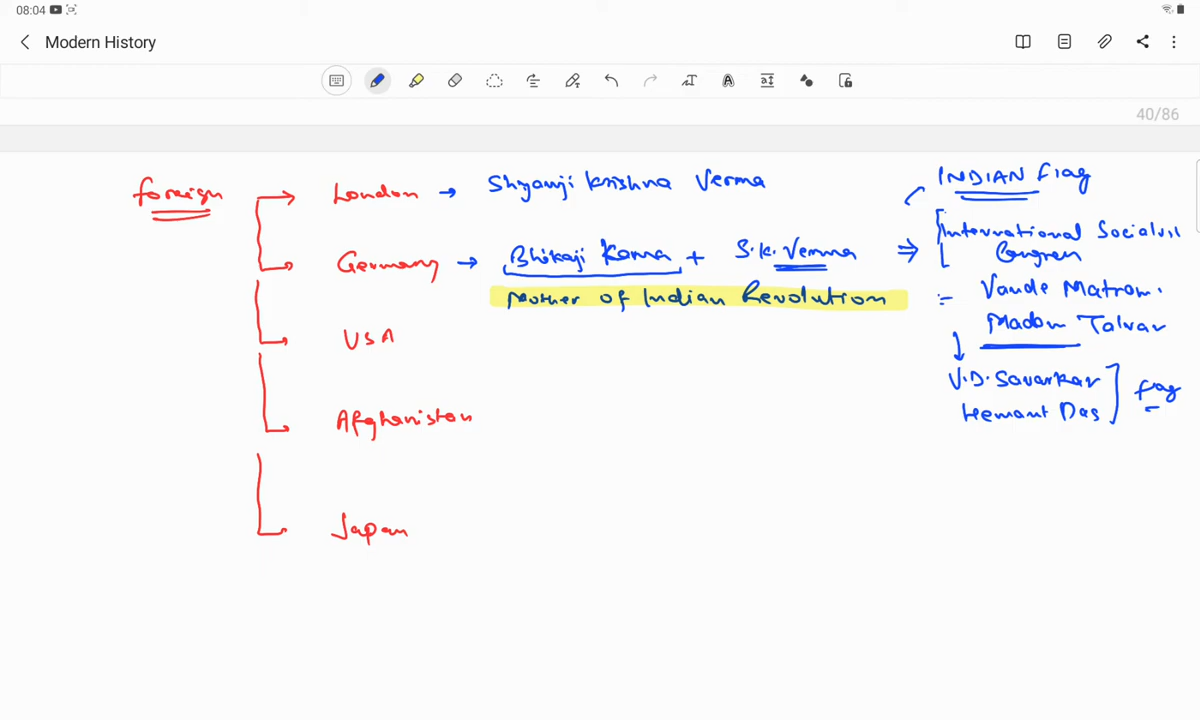 08:04
Modern History
40/86
foreign
London → Shyamji Krishna Verma
Germany → Bhikaji Kama + S.K. Verma ⇒
Mother of Indian Revolution
USA
Afghanistan
Japan
INDIAN Flag
International Socialist
Congress
:- Vande Matram.
Madan Talvar
V.D. Savarkar
Hemant Das
flag